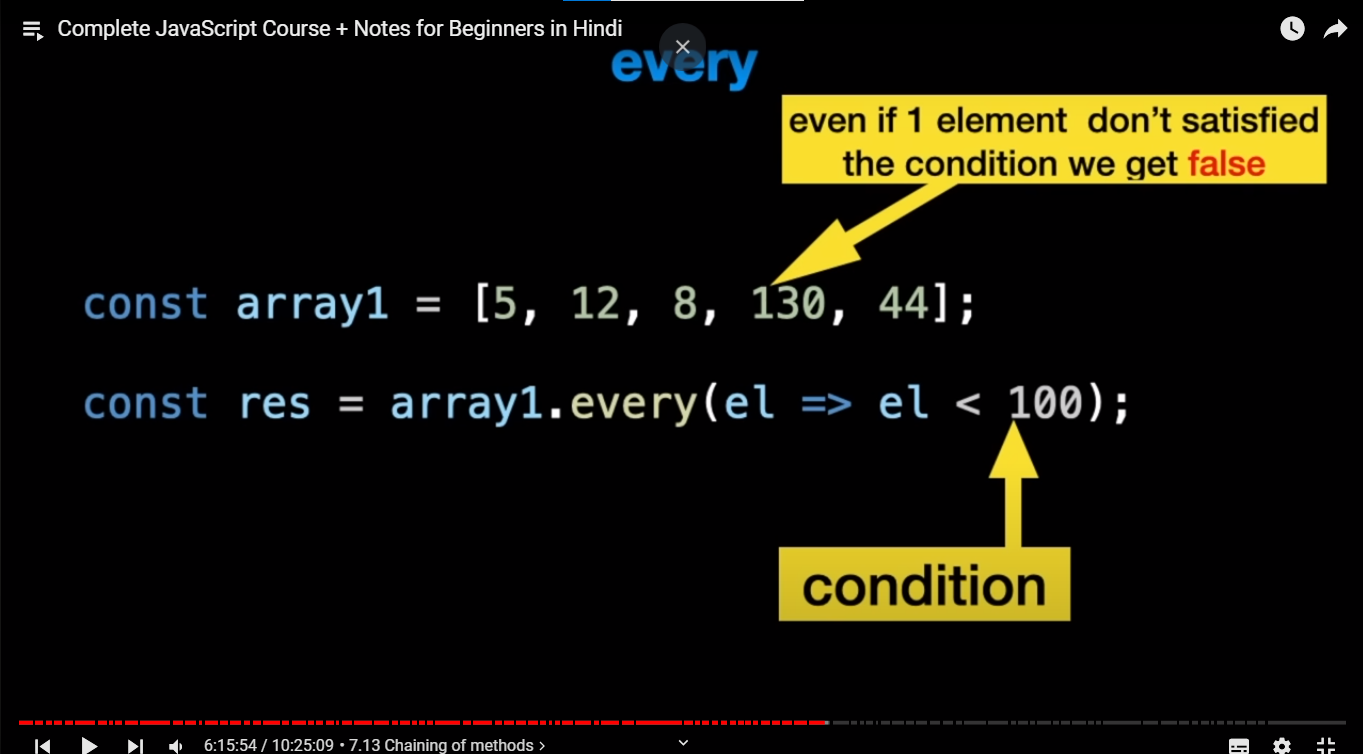 Complete JavaScript Course + Notes for Beginners in Hindi
every
even if 1 element don't satisfied
the condition we get false
const array1 = [5, 12, 8, 130, 44];
const res = array1.every(el => el < 100);
condition
6:15:54 / 10:25:09 • 7.13 Chaining of methods ›